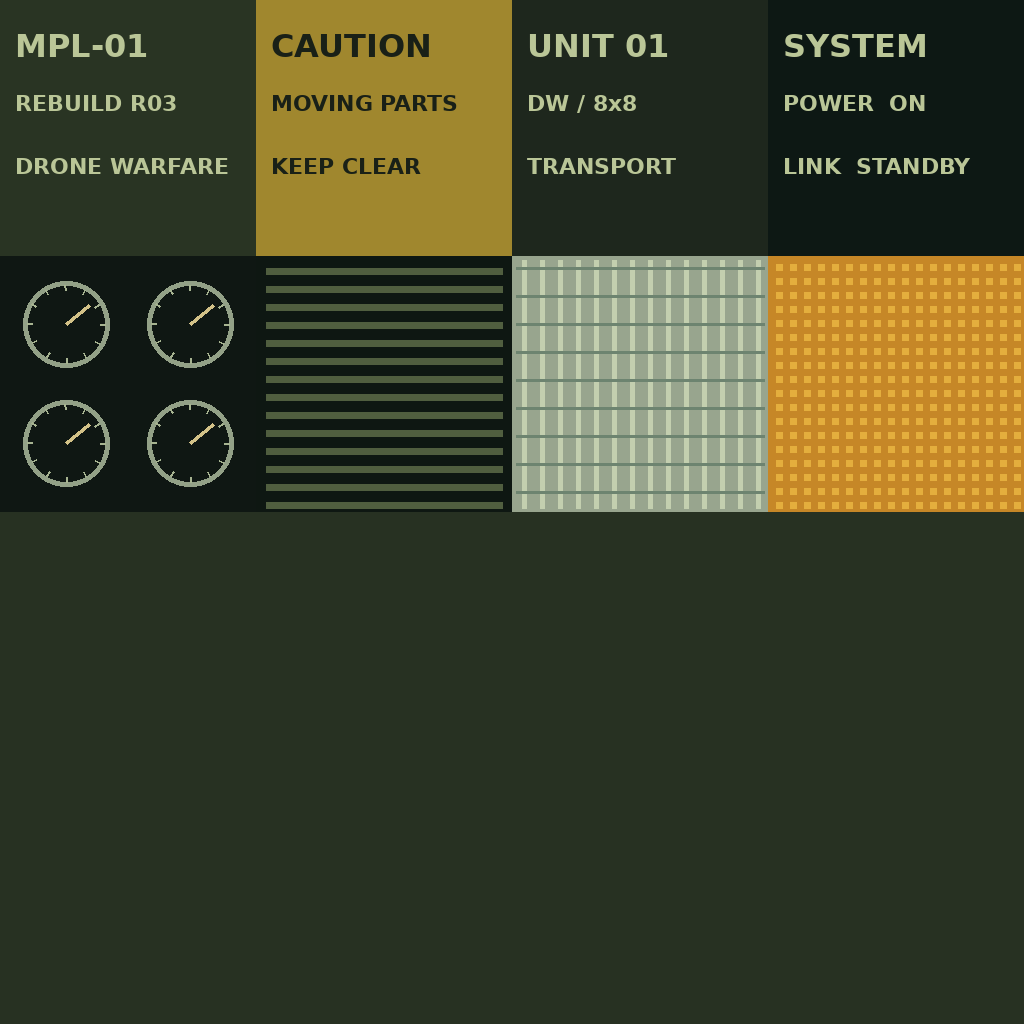 MPL-01
REBUILD R03
DRONE WARFARE
CAUTION
MOVING PARTS
KEEP CLEAR
UNIT 01
DW / 8x8
TRANSPORT
SYSTEM
POWER  ON
LINK  STANDBY